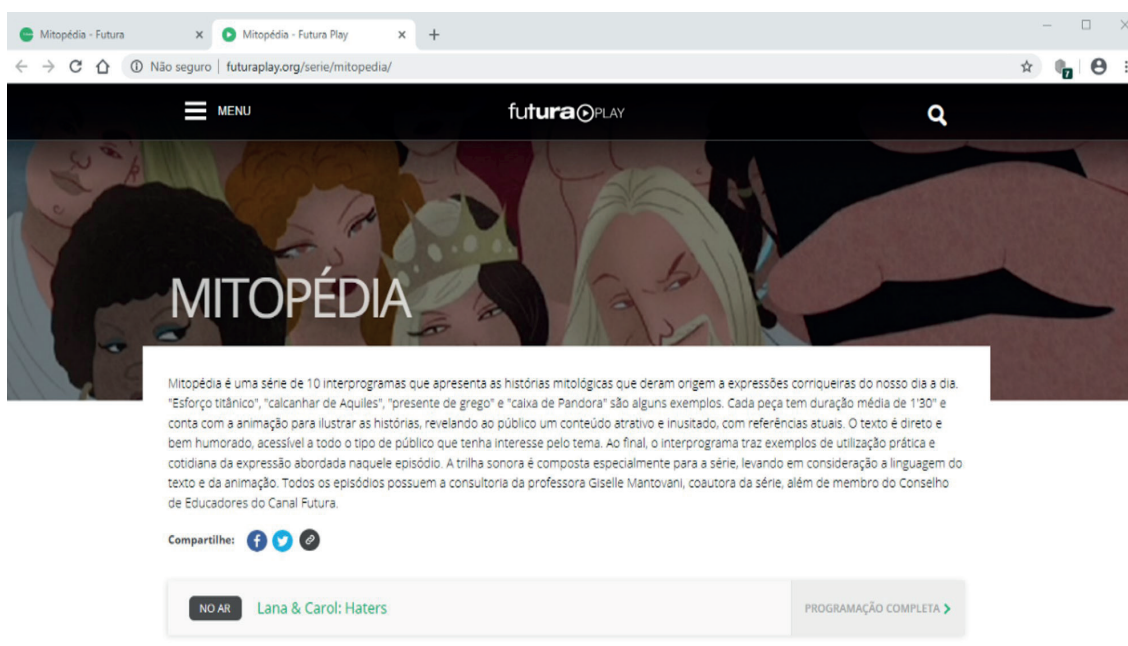 Mitopédia - Futura
Mitopédia - Futura Play
Não seguro | futuraplay.org/serie/mitopedia/
7
MENU
futura PLAY
MITOPÉDIA
Mitopédia é uma série de 10 interprogramas que apresenta as histórias mitológicas que deram origem a expressões corriqueiras do nosso dia a dia.
"Esforço titânico", "calcanhar de Aquiles", "presente de grego" e "caixa de Pandora" são alguns exemplos. Cada peça tem duração média de 1'30" e
conta com a animação para ilustrar as histórias, revelando ao público um conteúdo atrativo e inusitado, com referências atuais. O texto é direto e
bem humorado, acessível a todo o tipo de público que tenha interesse pelo tema. Ao final, o interprograma traz exemplos de utilização prática e
cotidiana da expressão abordada naquele episódio. A trilha sonora é composta especialmente para a série, levando em consideração a linguagem do
texto e da animação. Todos os episódios possuem a consultoria da professora Giselle Mantovani, coautora da série, além de membro do Conselho
de Educadores do Canal Futura.
Compartilhe:
NO AR Lana & Carol: Haters PROGRAMAÇÃO COMPLETA